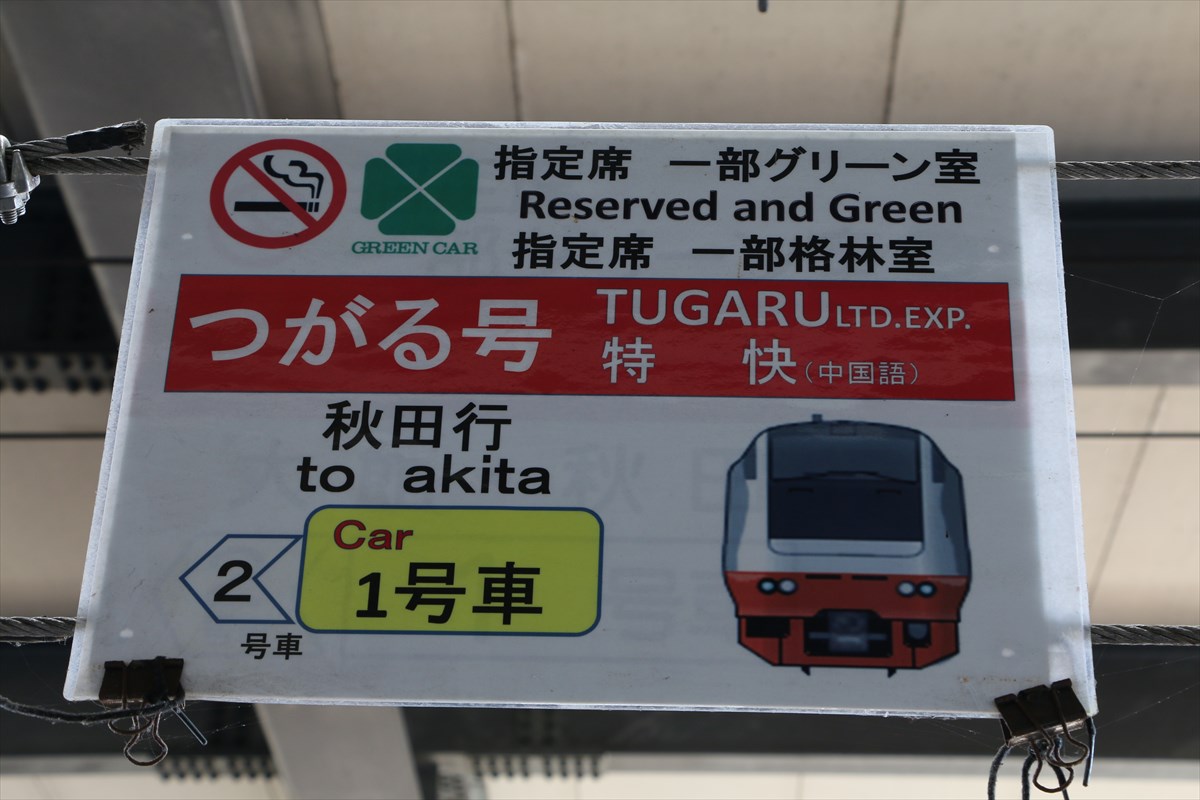 指定席 一部グリーン室
Reserved and Green
指定席 一部格林室
GREEN CAR
つがる号
TUGARU LTD.EXP.
特 快(中国語)
秋田行
to akita
Car
1号車
2
号車